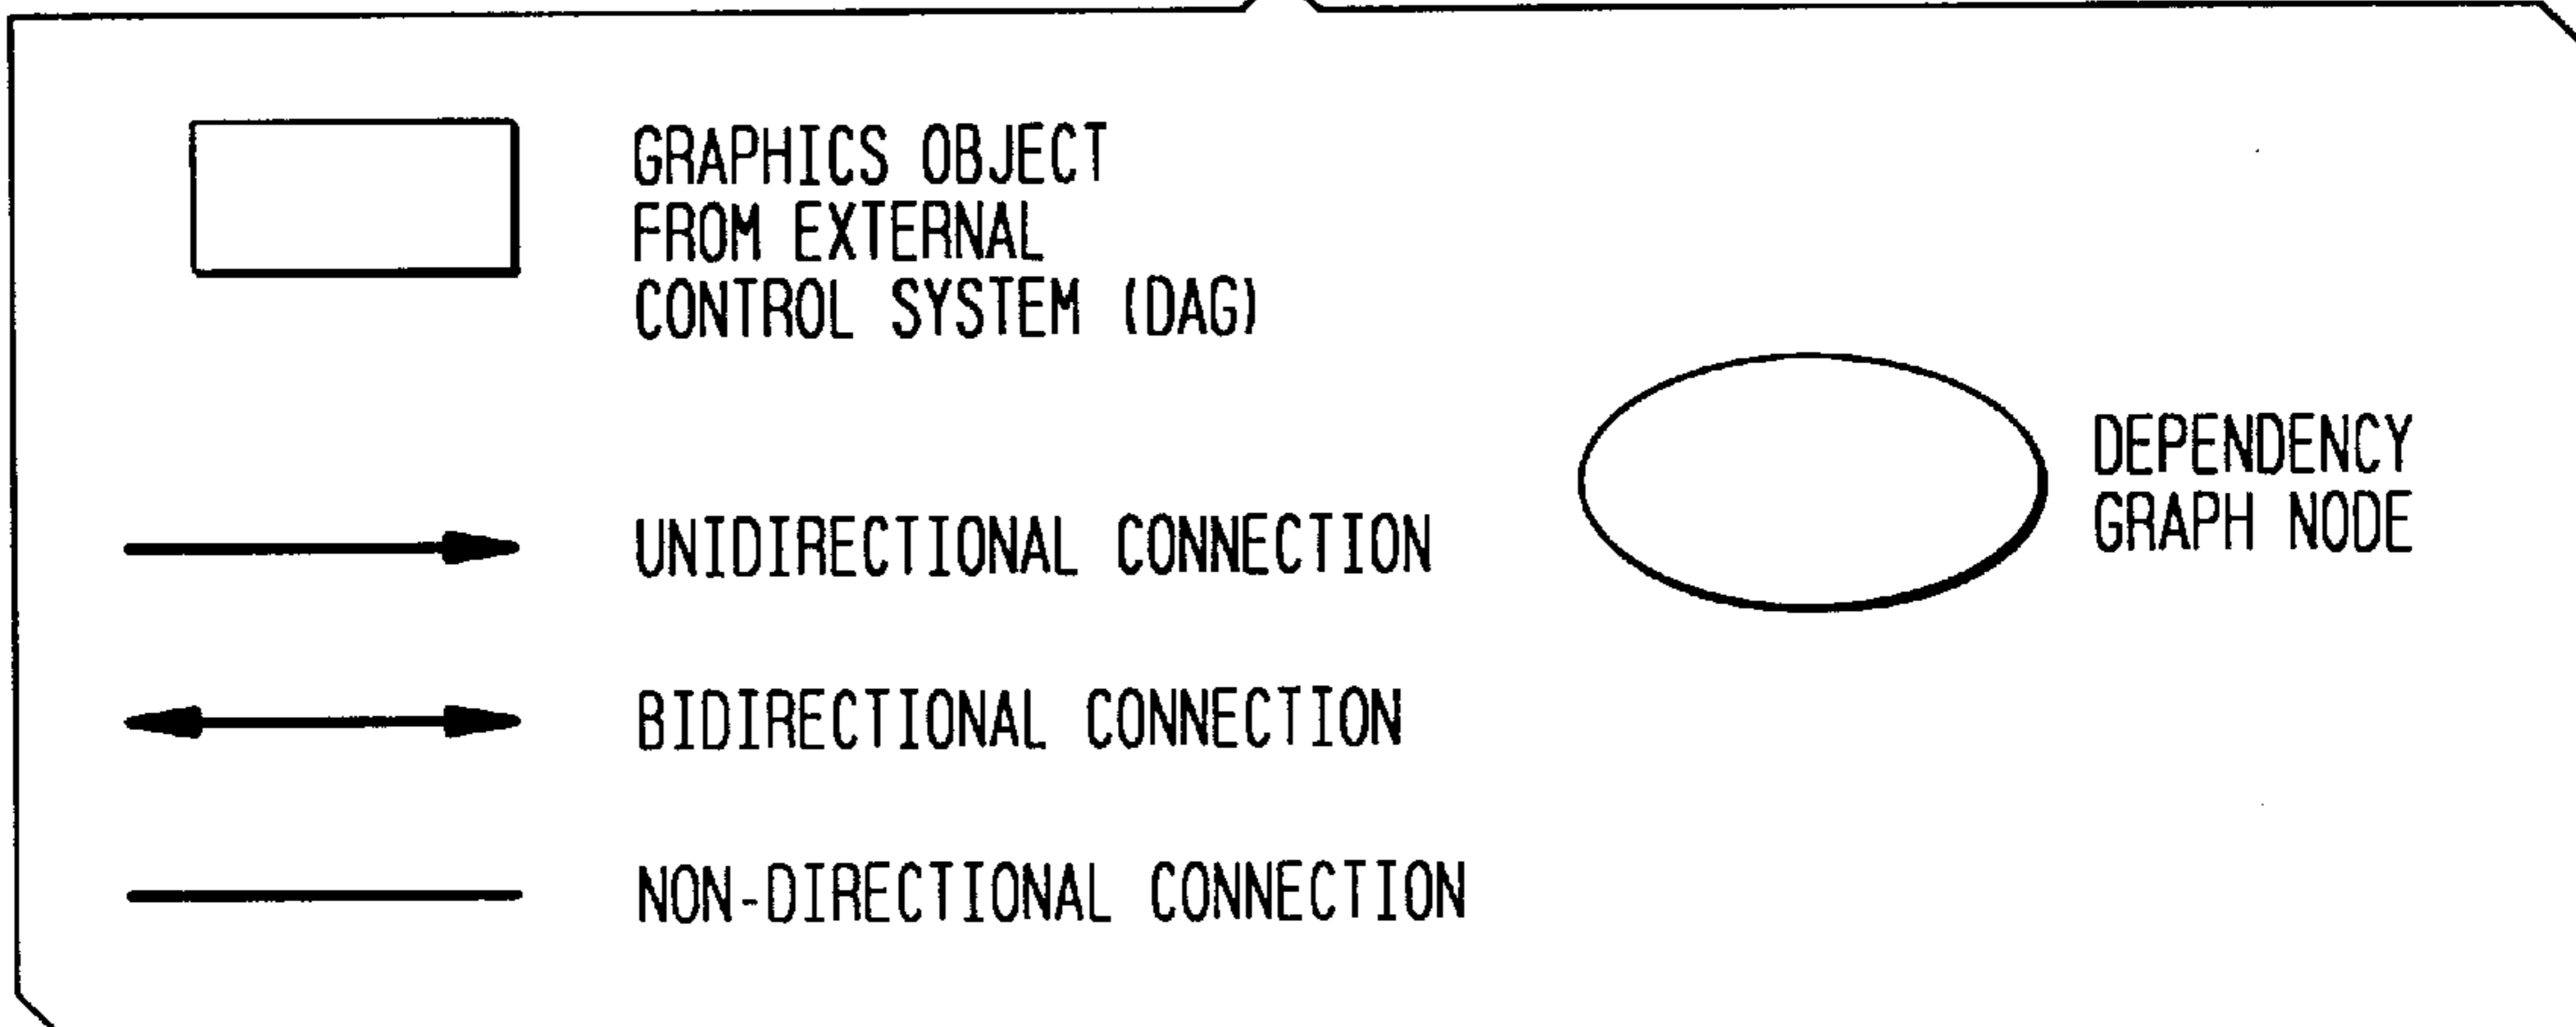 GRAPHICS OBJECT
FROM EXTERNAL
CONTROL SYSTEM (DAG)
UNIDIRECTIONAL CONNECTION
BIDIRECTIONAL CONNECTION
NON-DIRECTIONAL CONNECTION
DEPENDENCY
GRAPH NODE